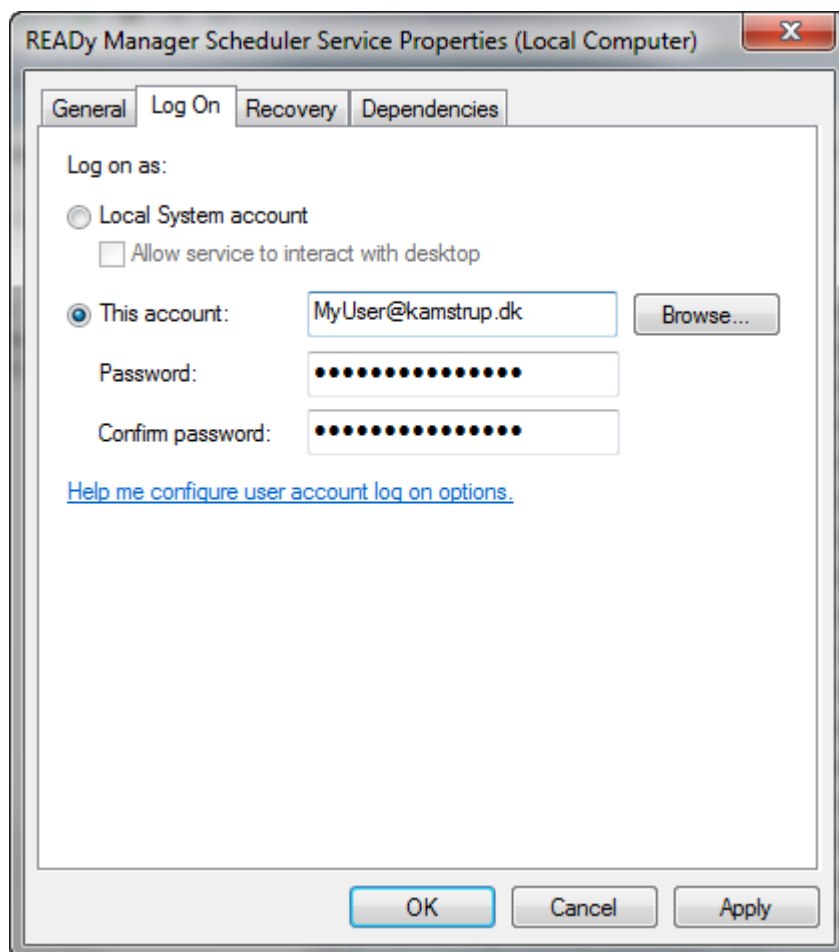 READy Manager Scheduler Service Properties (Local Computer)
General Log On Recovery Dependencies
Log on as:
Local System account
Allow service to interact with desktop
This account: MyUser@kamstrup.dk Browse...
Password: •••••••••••••••
Confirm password: •••••••••••••••
Help me configure user account log on options.
OK Cancel Apply